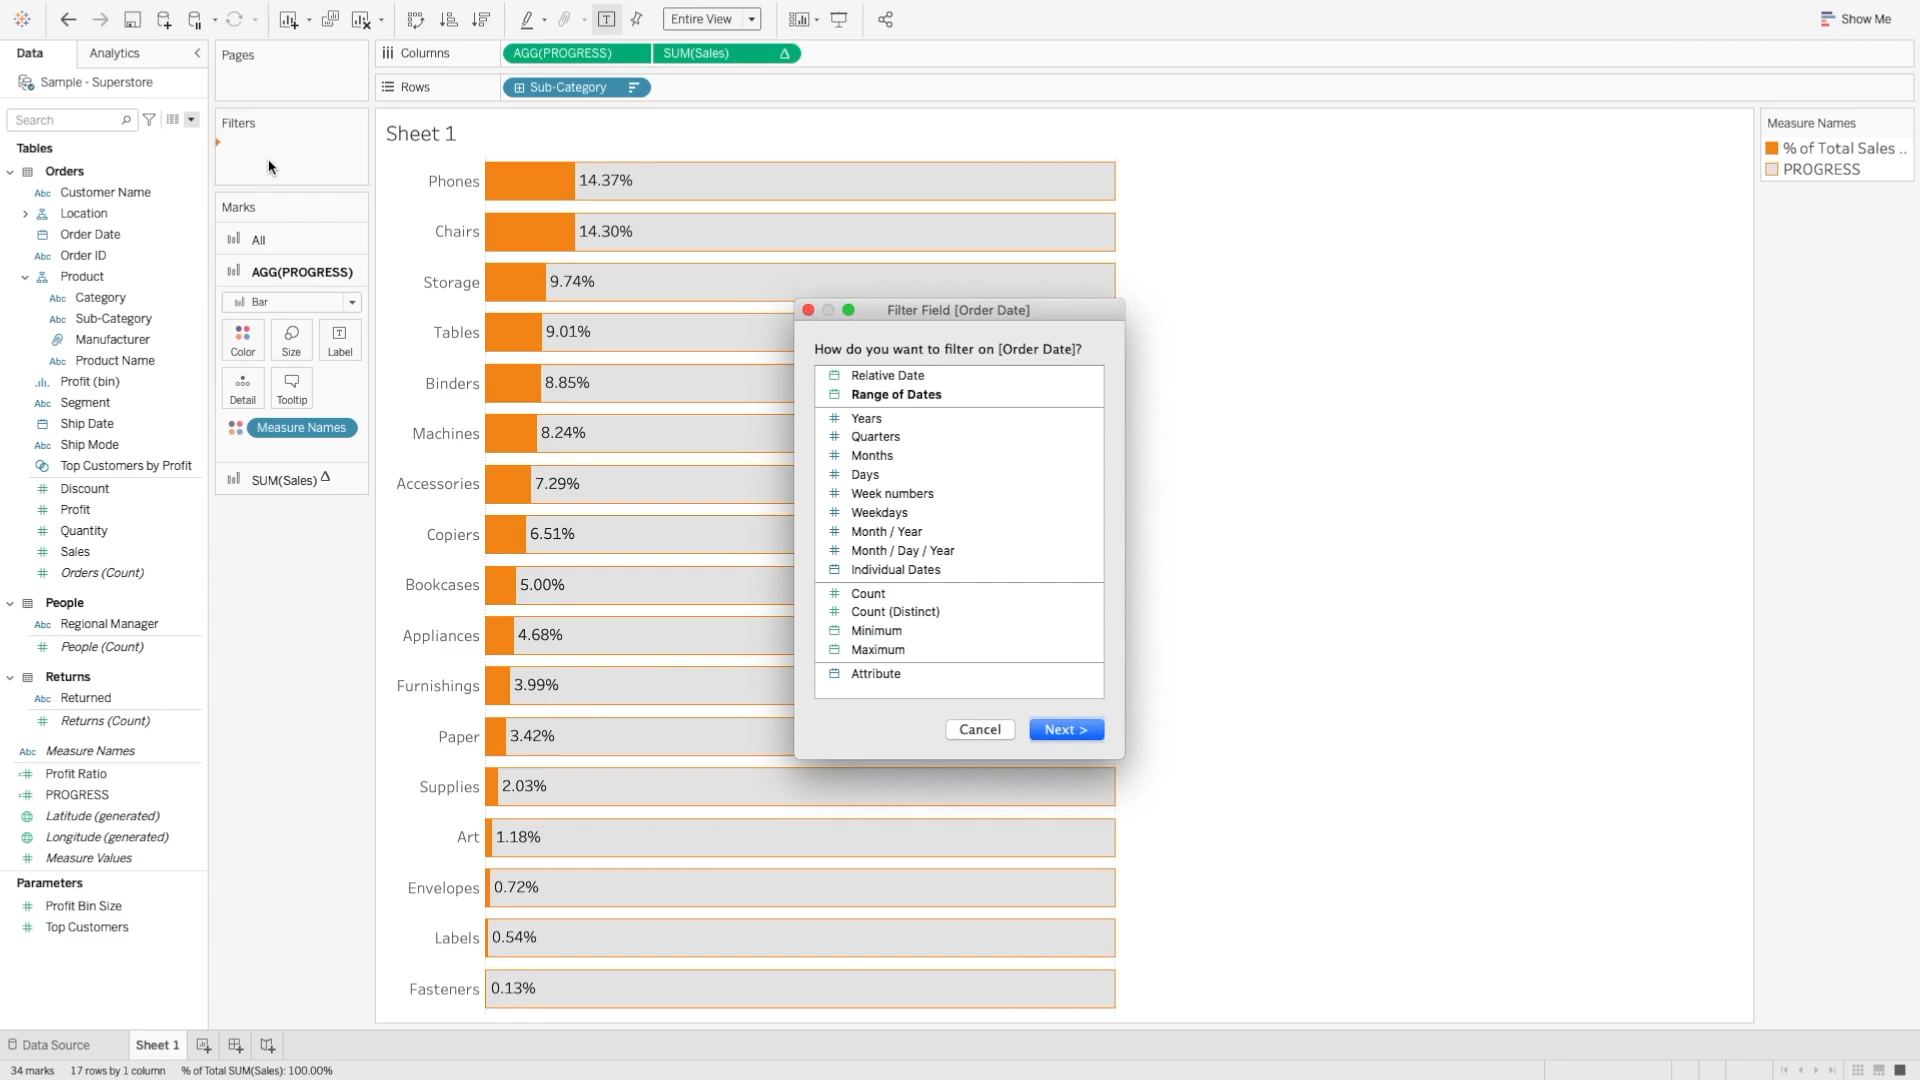 Entire View
Show Me
Data
Analytics
Sample - Superstore
Search
Tables
Orders
Abc Customer Name
Location
Order Date
Abc Order ID
Product
Abc Category
Abc Sub-Category
Manufacturer
Abc Product Name
Profit (bin)
Abc Segment
Ship Date
Abc Ship Mode
Top Customers by Profit
# Discount
# Profit
# Quantity
# Sales
# Orders (Count)
People
Abc Regional Manager
# People (Count)
Returns
Abc Returned
# Returns (Count)
Abc Measure Names
=# Profit Ratio
=# PROGRESS
Latitude (generated)
Longitude (generated)
# Measure Values
Parameters
# Profit Bin Size
# Top Customers
Pages
Filters
Marks
All
AGG(PROGRESS)
Bar
Color
Size
T
Label
Detail
Tooltip
Measure Names
SUM(Sales) Δ
Columns
AGG(PROGRESS)
SUM(Sales) Δ
Rows
Sub-Category
Sheet 1
Phones 14.37%
Chairs 14.30%
Storage 9.74%
Tables 9.01%
Binders 8.85%
Machines 8.24%
Accessories 7.29%
Copiers 6.51%
Bookcases 5.00%
Appliances 4.68%
Furnishings 3.99%
Paper 3.42%
Supplies 2.03%
Art 1.18%
Envelopes 0.72%
Labels 0.54%
Fasteners 0.13%
Filter Field [Order Date]
How do you want to filter on [Order Date]?
Relative Date
Range of Dates
# Years
# Quarters
# Months
# Days
# Week numbers
# Weekdays
# Month / Year
# Month / Day / Year
Individual Dates
# Count
# Count (Distinct)
Minimum
Maximum
Attribute
Cancel
Next >
Measure Names
% of Total Sales ..
PROGRESS
Data Source
Sheet 1
34 marks
17 rows by 1 column
% of Total SUM(Sales): 100.00%